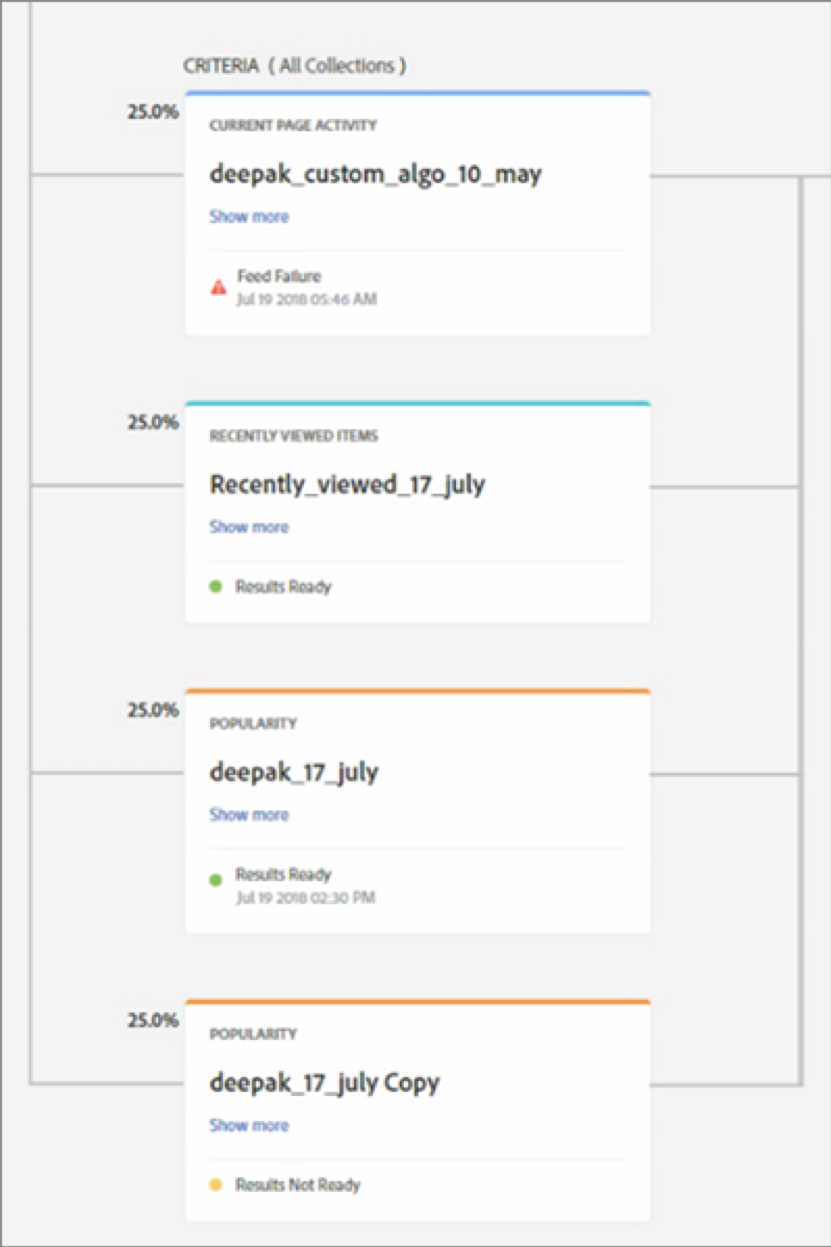 CRITERIA ( All Collections )
25.0%
CURRENT PAGE ACTIVITY
deepak_custom_algo_10_may
Show more
Feed Failure
Jul 19 2018 05:46 AM
25.0%
RECENTLY VIEWED ITEMS
Recently_viewed_17_july
Show more
Results Ready
25.0%
POPULARITY
deepak_17_july
Show more
Results Ready
Jul 19 2018 02:30 PM
25.0%
POPULARITY
deepak_17_july Copy
Show more
Results Not Ready